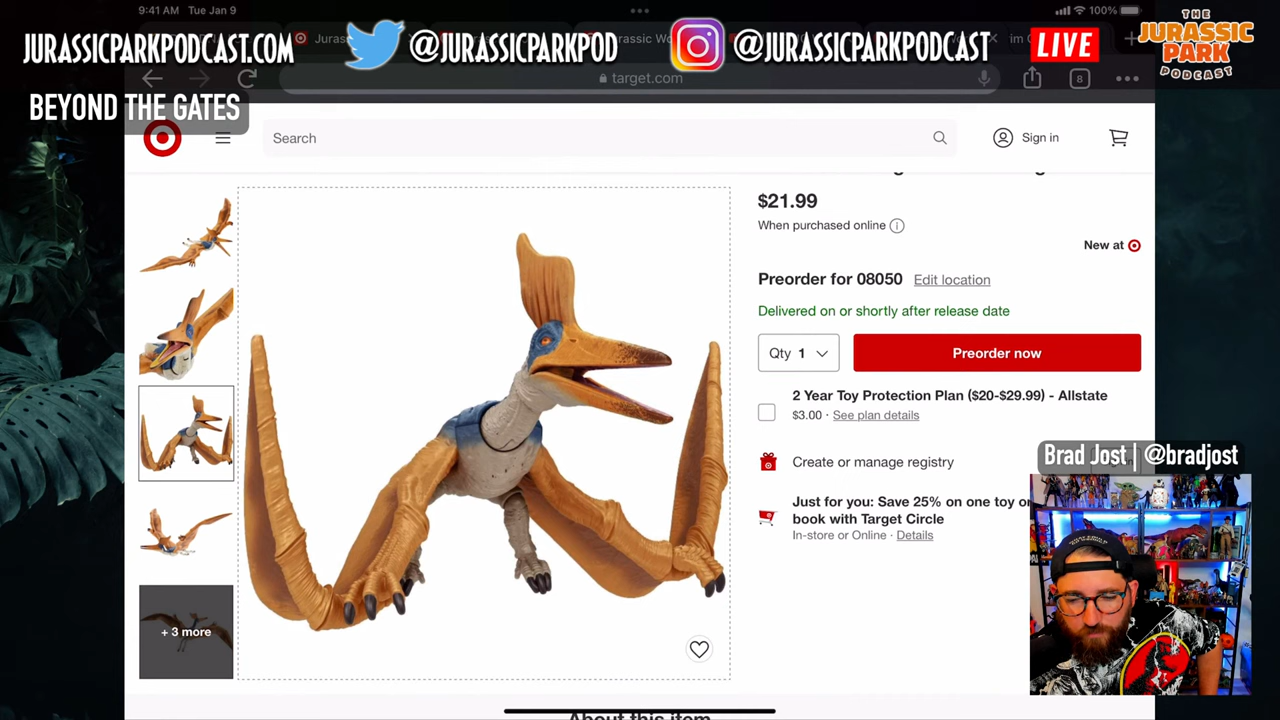 9:41 AM Tue Jan 9
100%
JURASSICPARKPODCAST.COM
@JURASSICPARKPOD
@JURASSICPARKPODCAST
LIVE
THE
JURASSIC
PARK
PODCAST
target.com
8
BEYOND THE GATES
Search
Sign in
$21.99
When purchased online
New at
Preorder for 08050 Edit location
Delivered on or shortly after release date
Qty 1
Preorder now
2 Year Toy Protection Plan ($20-$29.99) - Allstate
$3.00 · See plan details
Create or manage registry
Just for you: Save 25% on one toy or
book with Target Circle
In-store or Online · Details
+ 3 more
Brad Jost | @bradjost
About this item